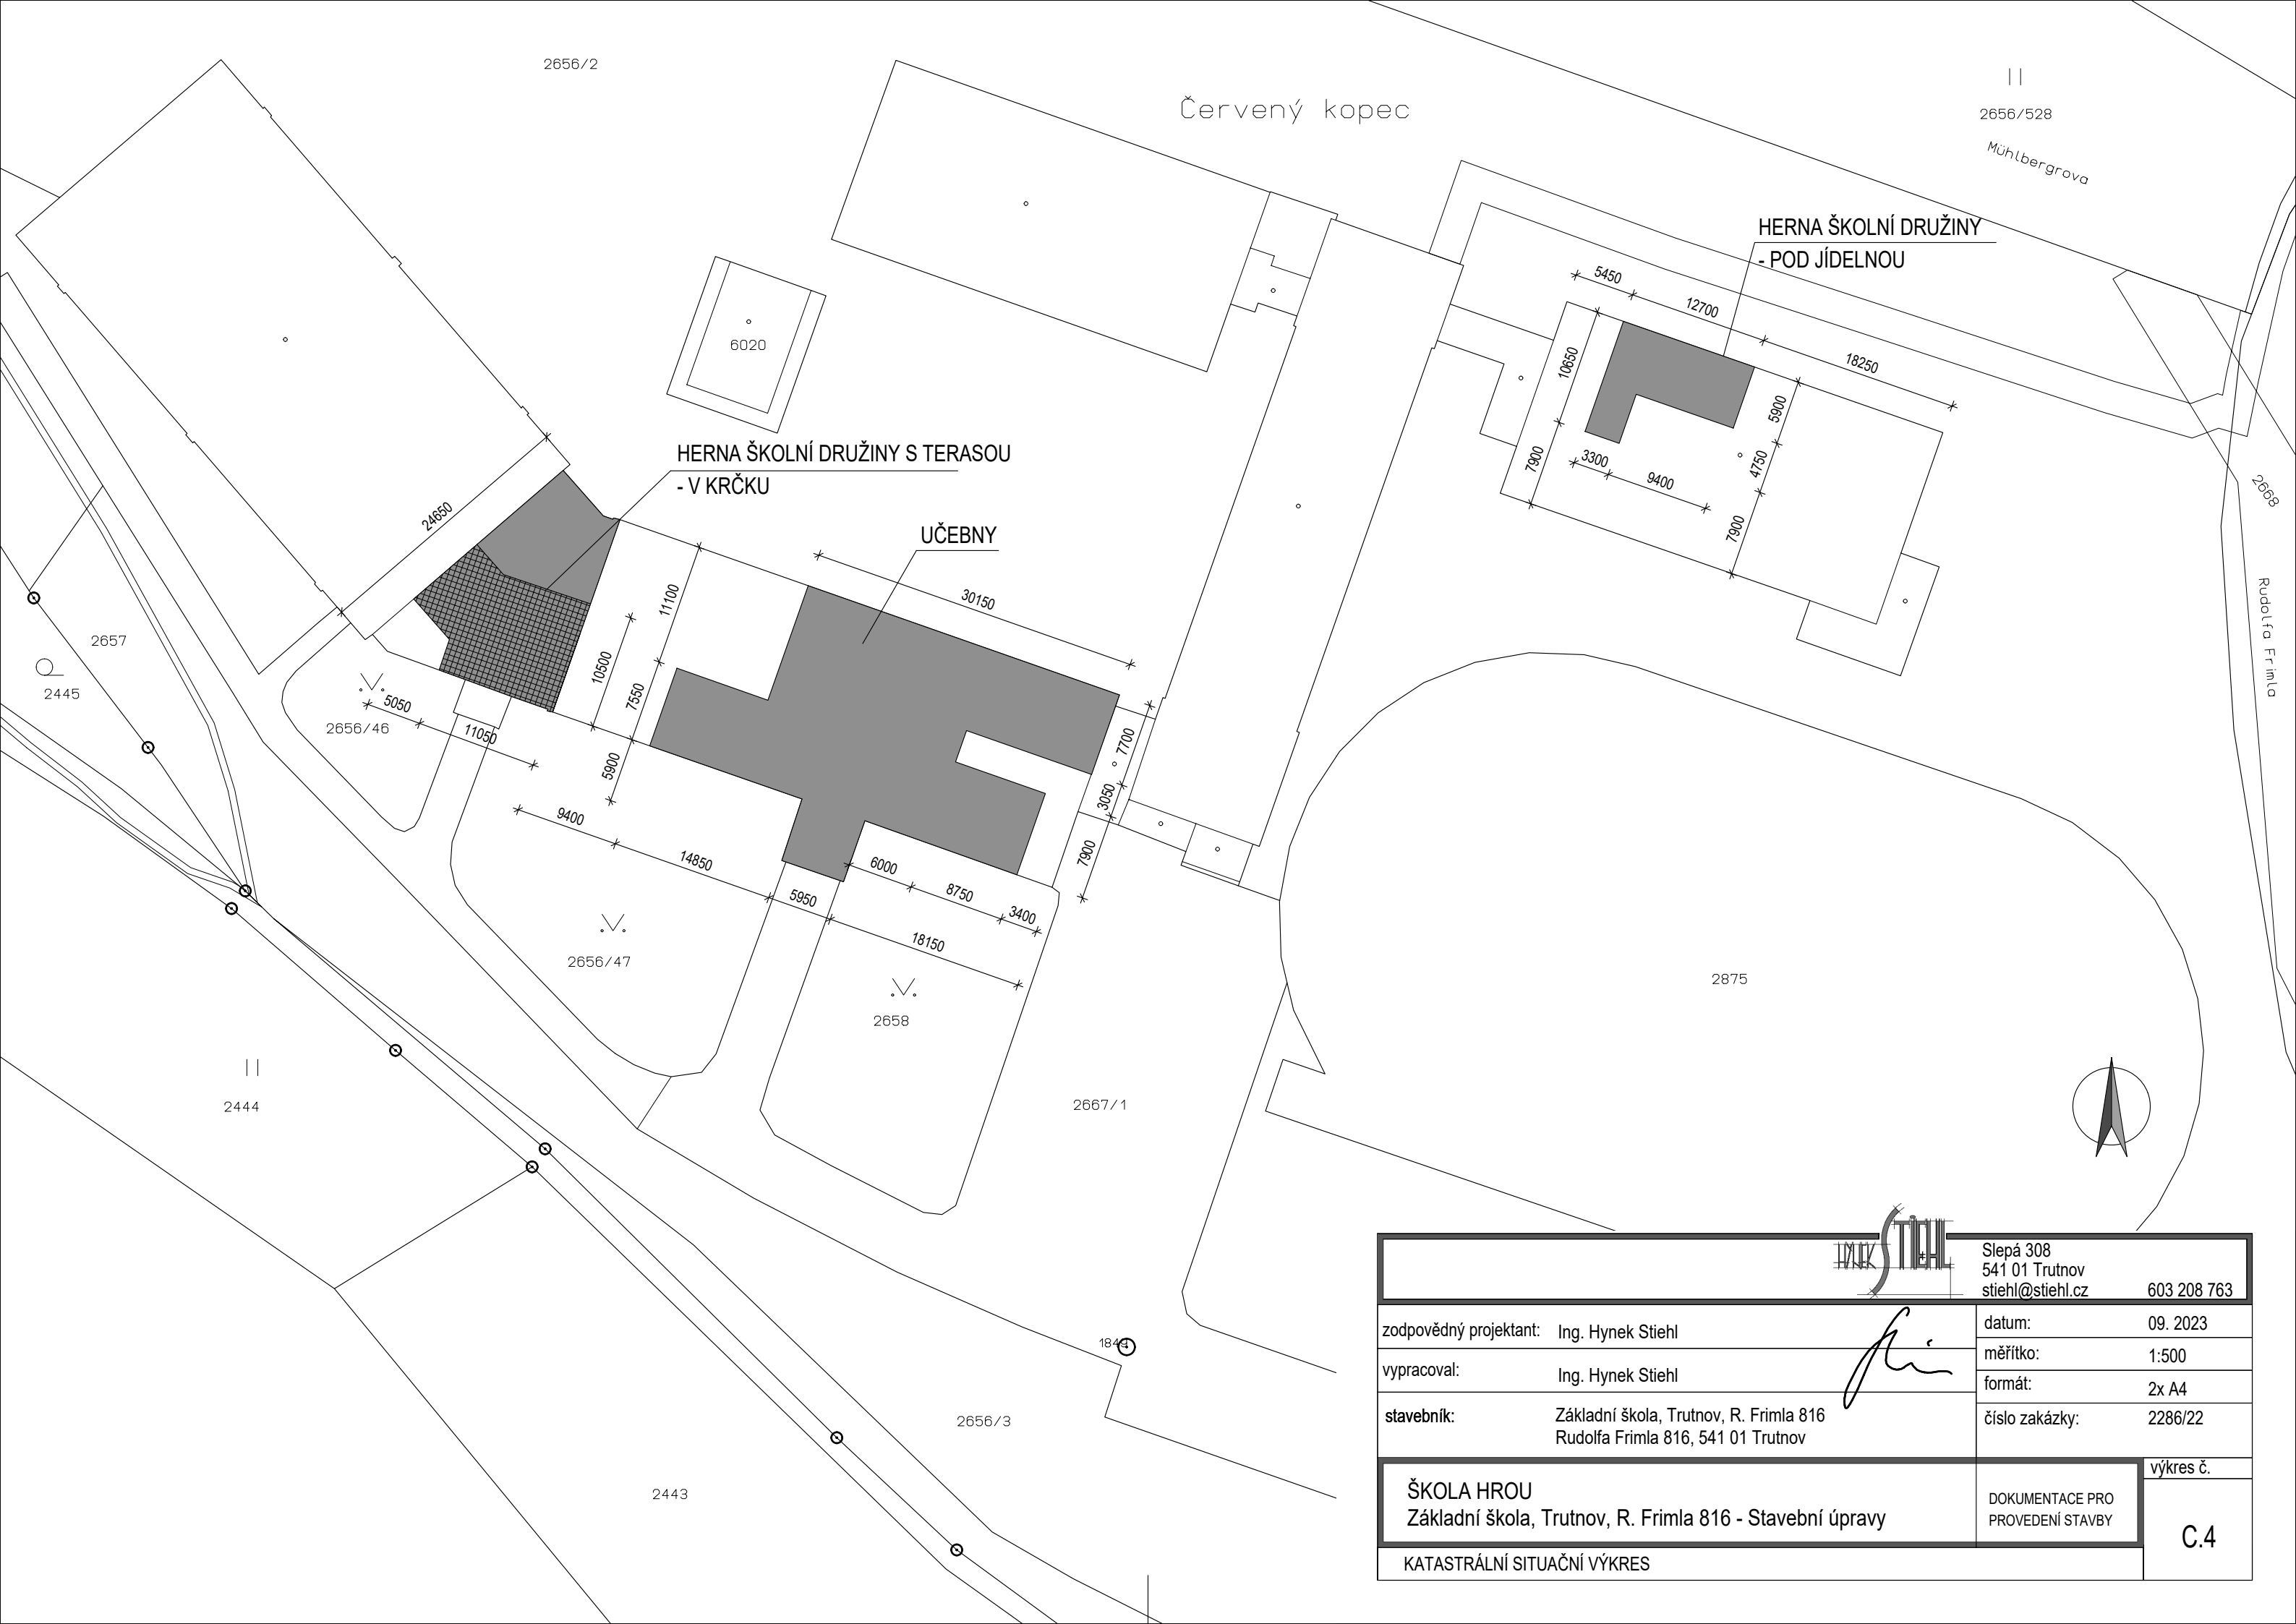 2656/2
Červený kopec
2656/528
Mühlbergrova
HERNA ŠKOLNÍ DRUŽINY
- POD JÍDELNOU
5450
12700
18250
10650
5900
7900
3300
9400
4750
7900
6020
HERNA ŠKOLNÍ DRUŽINY S TERASOU
- V KRČKU
24650
UČEBNY
30150
11100
10500
7550
5900
2668
Rudolfa Frimla
2657
2445
5050
2656/46
11050
7700
3050
7900
9400
14850
5950
6000
8750
3400
18150
2656/47
2658
2875
2444
2667/1
1849
2656/3
2443
HYNEK STIEHL
Slepá 308
541 01 Trutnov
stiehl@stiehl.cz 603 208 763
zodpovědný projektant: Ing. Hynek Stiehl
datum: 09. 2023
vypracoval: Ing. Hynek Stiehl
měřítko: 1:500
formát: 2x A4
stavebník: Základní škola, Trutnov, R. Frimla 816
Rudolfa Frimla 816, 541 01 Trutnov
číslo zakázky: 2286/22
ŠKOLA HROU
Základní škola, Trutnov, R. Frimla 816 - Stavební úpravy
DOKUMENTACE PRO
PROVEDENÍ STAVBY
výkres č.
C.4
KATASTRÁLNÍ SITUAČNÍ VÝKRES